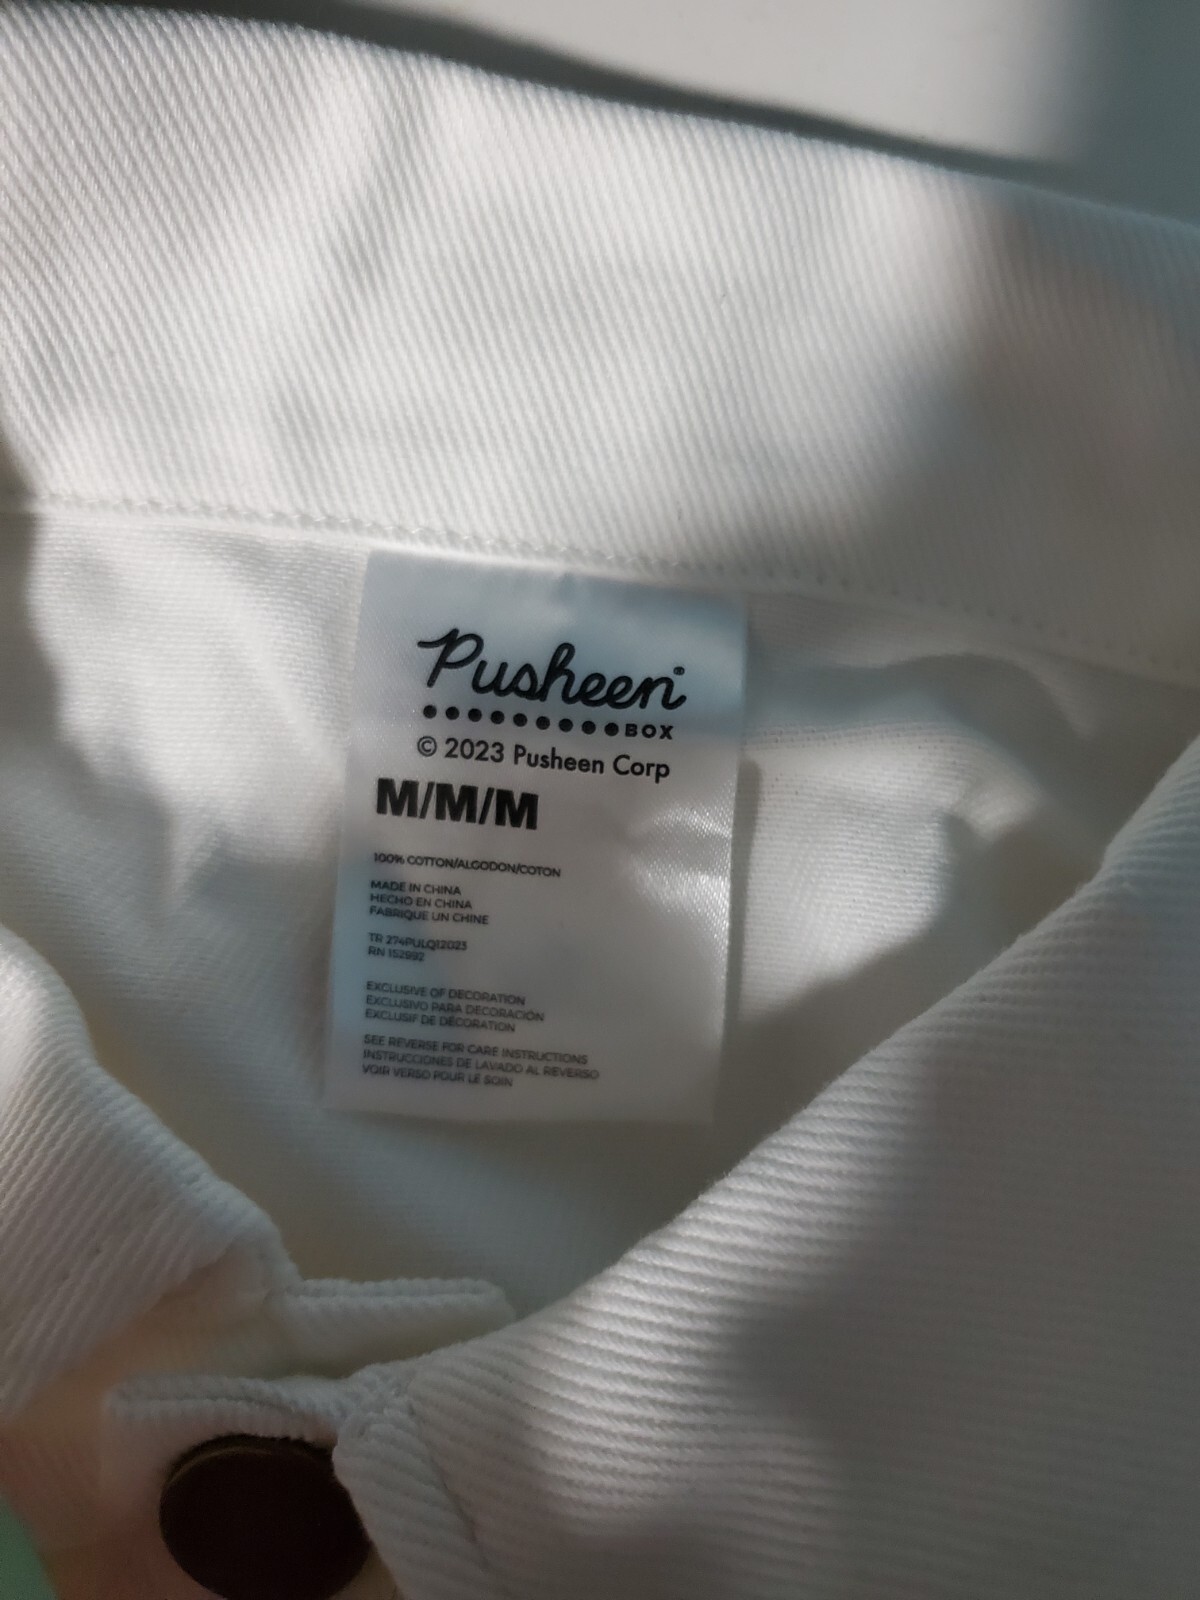 Pusheen®
BOX
© 2023 Pusheen Corp
M/M/M
100% COTTON/ALGODON/COTON
MADE IN CHINA
HECHO EN CHINA
FABRIQUE UN CHINE
TR 274PULQ12023
RN 152992
EXCLUSIVE OF DECORATION
EXCLUSIVO PARA DECORACIÓN
EXCLUSIF DE DÉCORATION
SEE REVERSE FOR CARE INSTRUCTIONS
INSTRUCCIONES DE LAVADO AL REVERSO
VOIR VERSO POUR LE SOIN